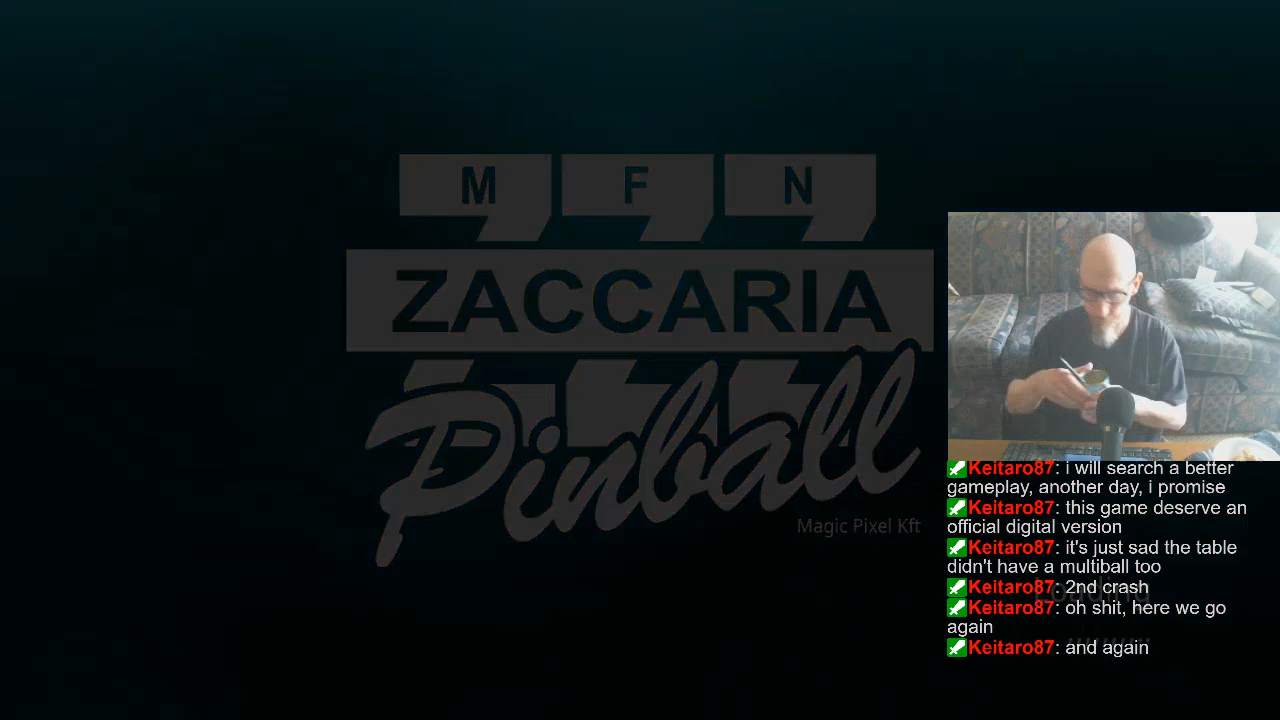 M F N
ZACCARIA
Pinball
Magic Pixel Kft
Loading
Keitaro87: i will search a better
gameplay, another day, i promise
Keitaro87: this game deserve an
official digital version
Keitaro87: it's just sad the table
didn't have a multiball too
Keitaro87: 2nd crash
Keitaro87: oh shit, here we go
again
Keitaro87: and again